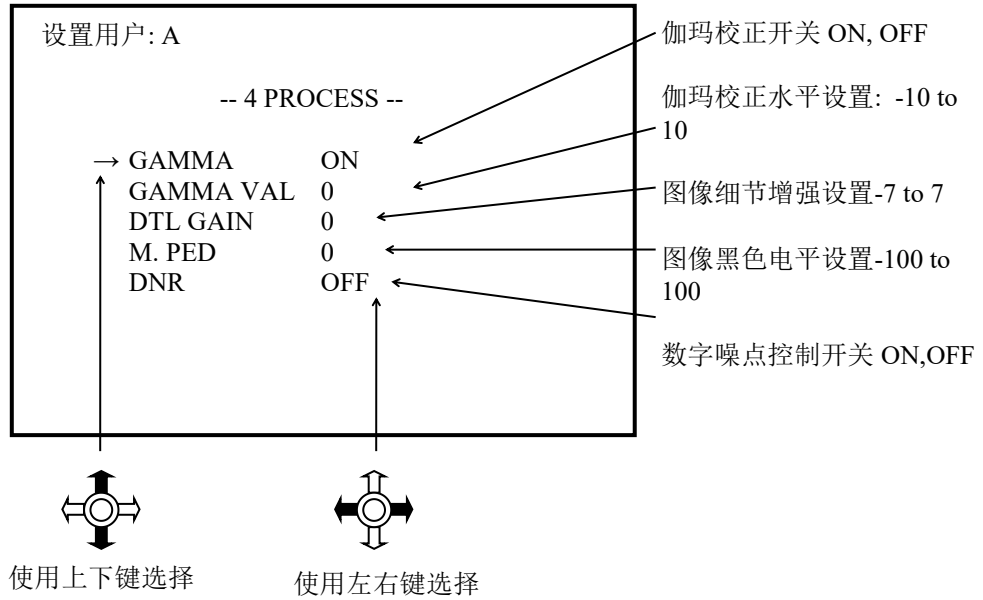 设置用户: A
-- 4 PROCESS --
→ GAMMA ON
GAMMA VAL 0
DTL GAIN 0
M. PED 0
DNR OFF
伽玛校正开关 ON, OFF
伽玛校正水平设置: -10 to
10
图像细节增强设置-7 to 7
图像黑色电平设置-100 to
100
数字噪点控制开关 ON,OFF
使用上下键选择
使用左右键选择